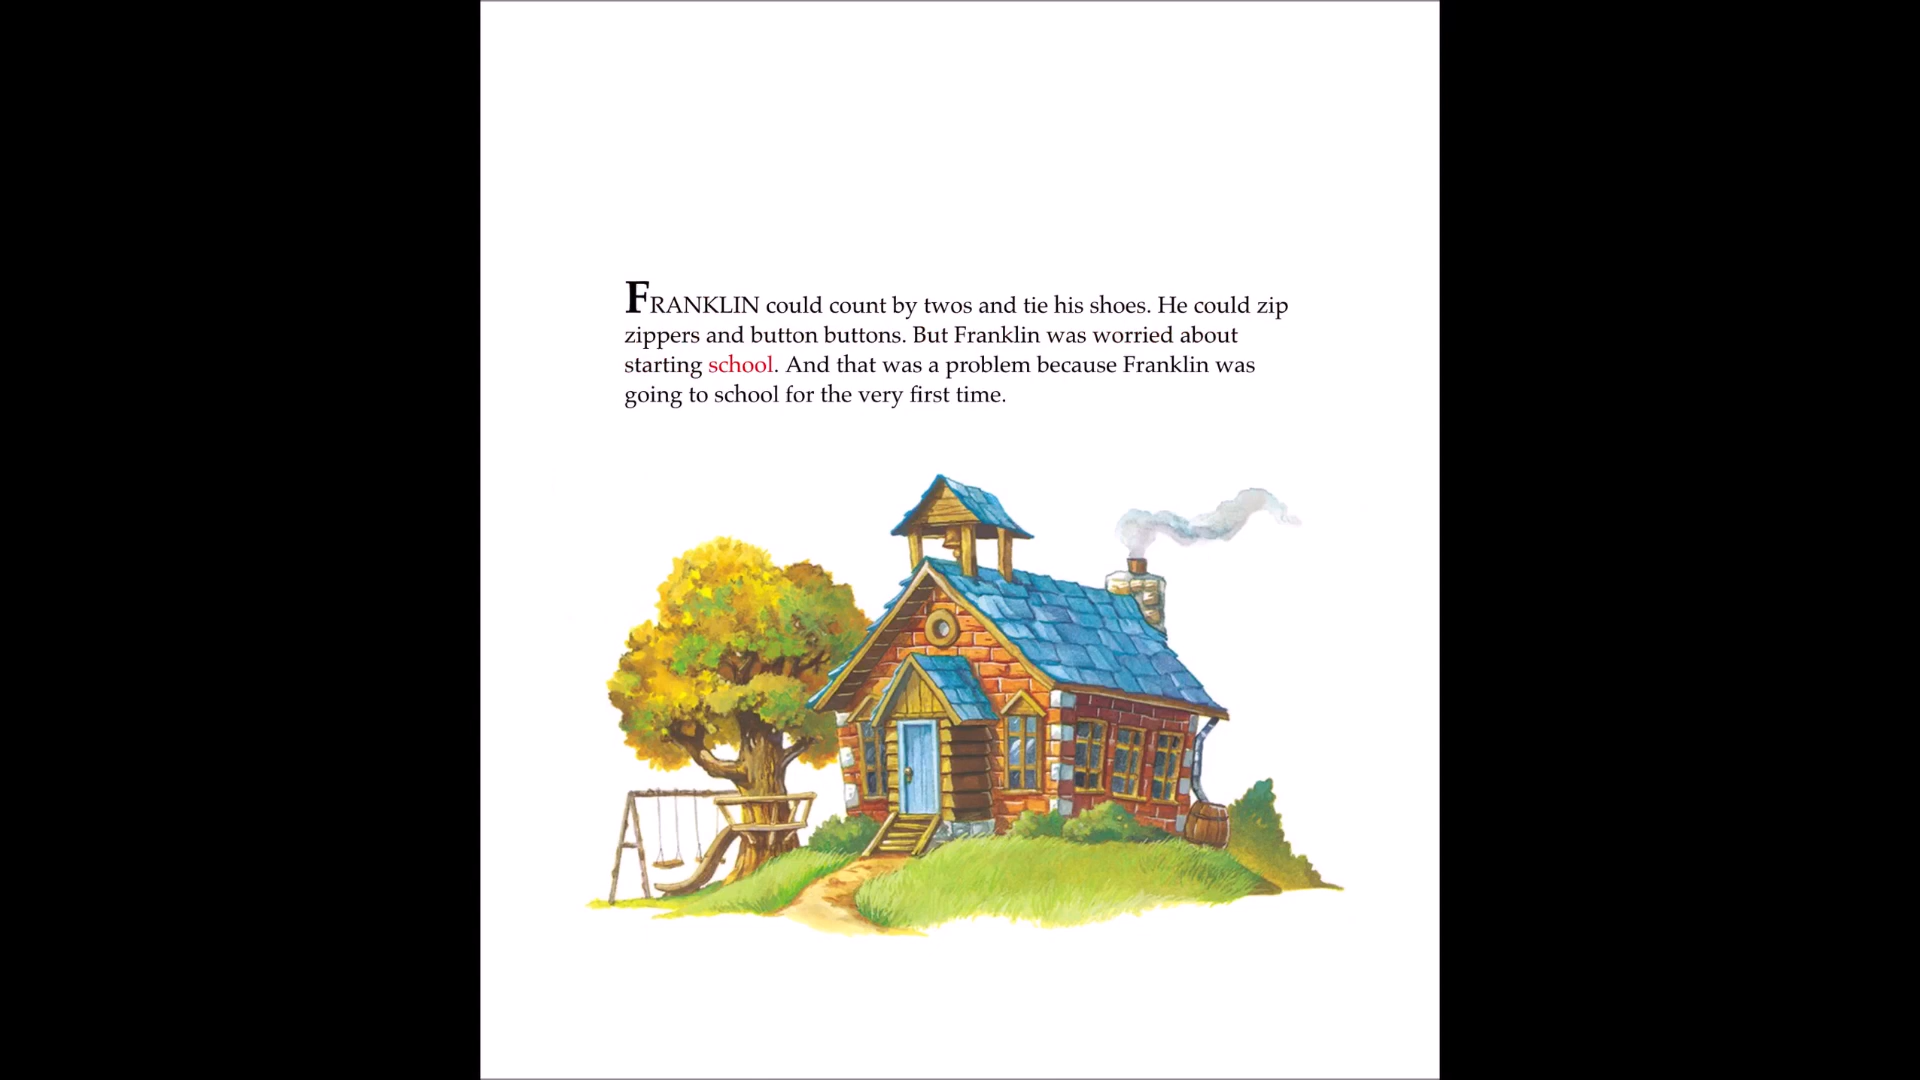 FRANKLIN could count by twos and tie his shoes. He could zip
zippers and button buttons. But Franklin was worried about
starting school. And that was a problem because Franklin was
going to school for the very first time.